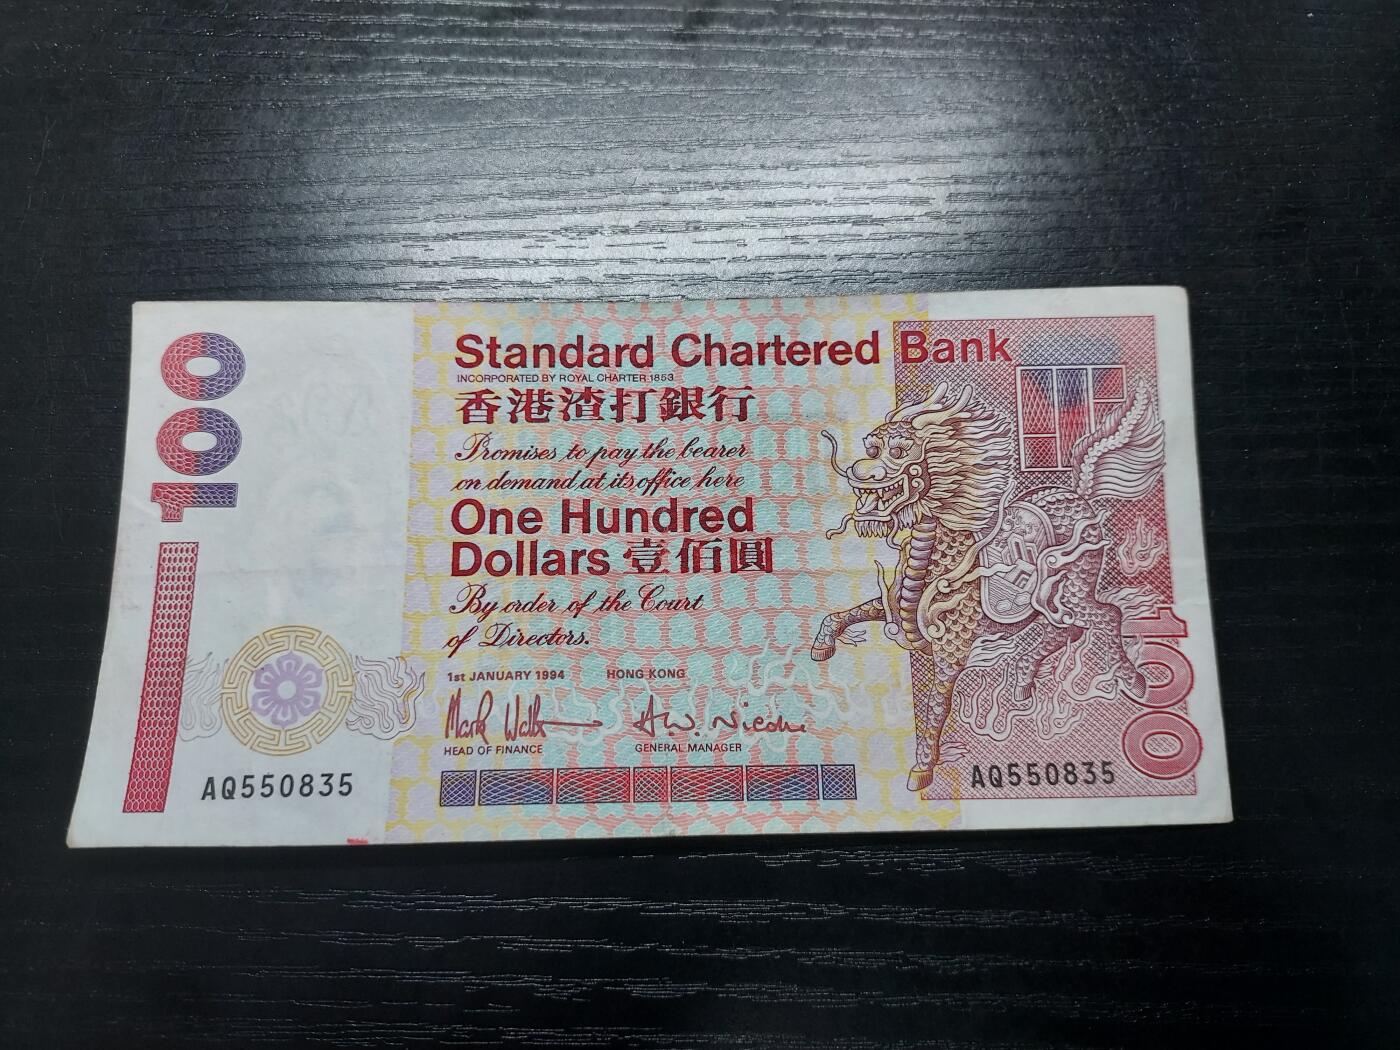 100
Standard Chartered Bank
INCORPORATED BY ROYAL CHARTER 1853
香港渣打銀行
Promises to pay the bearer
on demand at its office here
One Hundred
Dollars 壹佰圓
By order of the Court
of Directors.
1st JANUARY 1994 HONG KONG
HEAD OF FINANCE GENERAL MANAGER
AQ550835 AQ550835
100